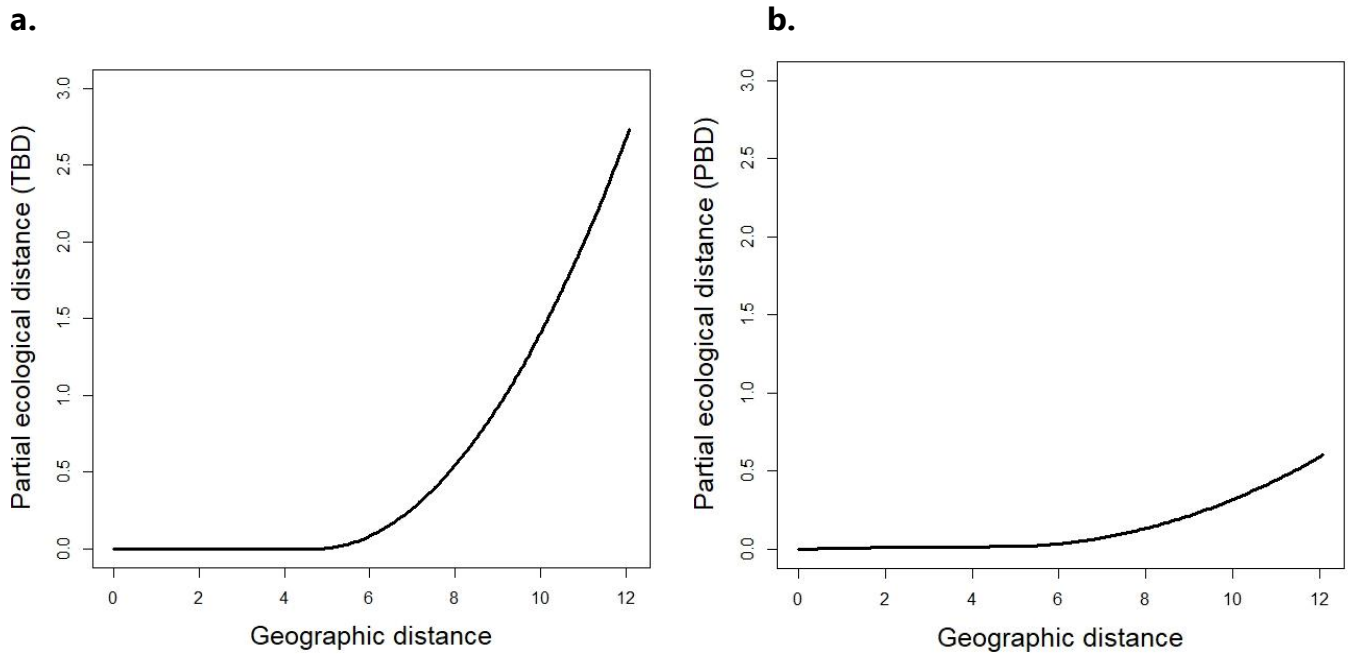 a.
b.
Partial ecological distance (TBD)
3.0
2.5
2.0
1.5
1.0
0.5
0.0
0 2 4 6 8 10 12
Geographic distance
Partial ecological distance (PBD)
3.0
2.5
2.0
1.5
1.0
0.5
0.0
0 2 4 6 8 10 12
Geographic distance